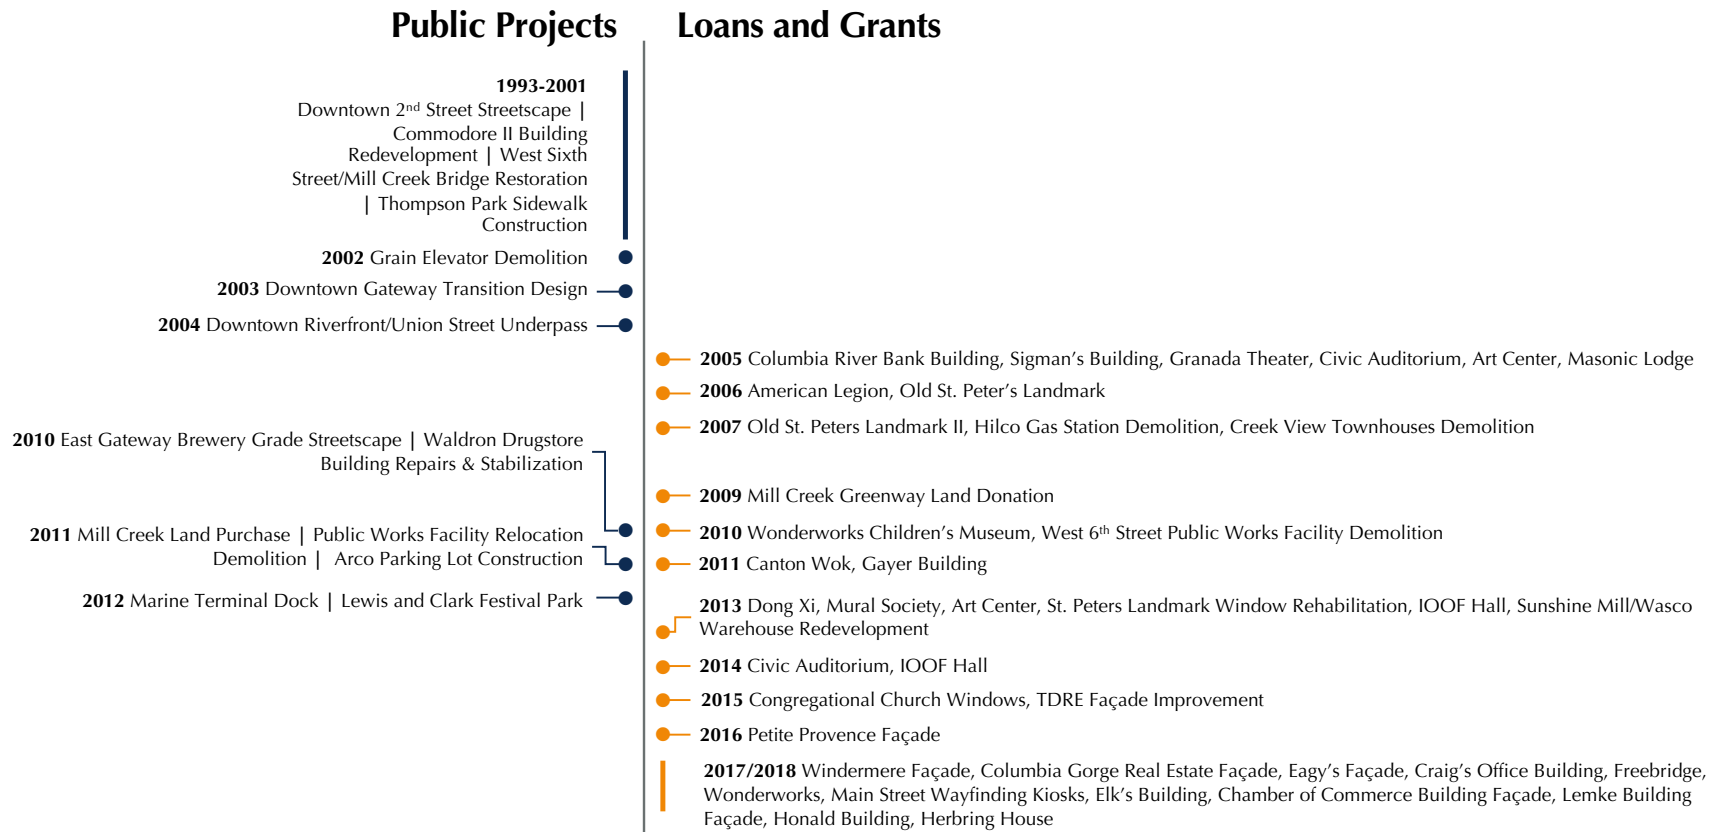 Public Projects
1993-2001
Downtown 2nd Street Streetscape |
Commodore II Building
Redevelopment | West Sixth
Street/Mill Creek Bridge Restoration
| Thompson Park Sidewalk
Construction
2002 Grain Elevator Demolition
2003 Downtown Gateway Transition Design
2004 Downtown Riverfront/Union Street Underpass
2010 East Gateway Brewery Grade Streetscape | Waldron Drugstore
Building Repairs & Stabilization
2011 Mill Creek Land Purchase | Public Works Facility Relocation
Demolition | Arco Parking Lot Construction
2012 Marine Terminal Dock | Lewis and Clark Festival Park
Loans and Grants
2005 Columbia River Bank Building, Sigman’s Building, Granada Theater, Civic Auditorium, Art Center, Masonic Lodge
2006 American Legion, Old St. Peter’s Landmark
2007 Old St. Peters Landmark II, Hilco Gas Station Demolition, Creek View Townhouses Demolition
2009 Mill Creek Greenway Land Donation
2010 Wonderworks Children’s Museum, West 6th Street Public Works Facility Demolition
2011 Canton Wok, Gayer Building
2013 Dong Xi, Mural Society, Art Center, St. Peters Landmark Window Rehabilitation, IOOF Hall, Sunshine Mill/Wasco
Warehouse Redevelopment
2014 Civic Auditorium, IOOF Hall
2015 Congregational Church Windows, TDRE Façade Improvement
2016 Petite Provence Façade
2017/2018 Windermere Façade, Columbia Gorge Real Estate Façade, Eagy’s Façade, Craig’s Office Building, Freebridge,
Wonderworks, Main Street Wayfinding Kiosks, Elk’s Building, Chamber of Commerce Building Façade, Lemke Building
Façade, Honald Building, Herbring House